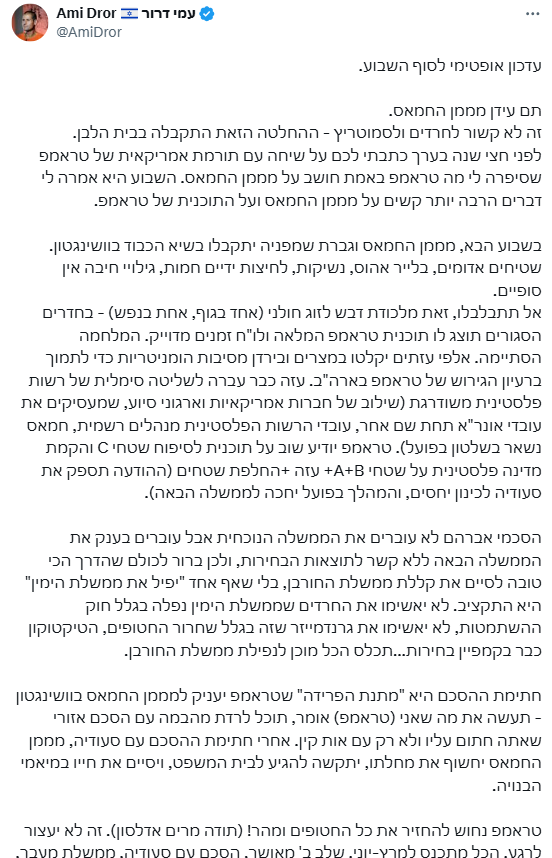 Ami Dror עמי דרור
@AmiDror
עדכון אופטימי לסוף השבוע.
תם עידן מממן החמאס.
זה לא קשור לחרדים ולסמוטריץ - ההחלטה הזאת התקבלה בבית הלבן.
לפני חצי שנה בערך כתבתי לכם על שיחה עם תורמת אמריקאית של טראמפ
שסיפרה לי מה טראמפ באמת חושב על מממן החמאס. השבוע היא אמרה לי
דברים הרבה יותר קשים על מממן החמאס ועל התוכנית של טראמפ.
בשבוע הבא, מממן החמאס וגברת שמפניה יתקבלו בשיא הכבוד בוושינגטון.
שטיחים אדומים, בלייר אהוס, נשיקות, לחיצות ידיים חמות, גילויי חיבה אין
סופיים.
אל תתבלבלו, זאת מלכודת דבש לזוג חולני (אחד בגוף, אחת בנפש) - בחדרים
הסגורים תוצג לו תוכנית טראמפ המלאה ולו"ח זמנים מדוייק. המלחמה
הסתיימה. אלפי עזתים יקלטו במצרים ובירדן מסיבות הומניטריות כדי לתמוך
ברעיון הגירוש של טראמפ בארה"ב. עזה כבר עברה לשליטה סימלית של רשות
פלסטינית משודרגת (שילוב של חברות אמריקאיות וארגוני סיוע, שמעסיקים את
עובדי אונר"א תחת שם אחר, עובדי הרשות הפלסטינית מנהלים רשמית, חמאס
נשאר בשלטון בפועל). טראמפ יודיע שוב על תוכנית לסיפוח שטחי C והקמת
מדינה פלסטינית על שטחי A+B+ עזה +החלפת שטחים (ההודעה תספק את
סעודיה לכינון יחסים, והמהלך בפועל יחכה לממשלה הבאה).
הסכמי אברהם לא עוברים את הממשלה הנוכחית אבל עוברים בענק את
הממשלה הבאה ללא קשר לתוצאות הבחירות, ולכן ברור לכולם שהדרך הכי
טובה לסיים את קללת ממשלת החורבן, בלי שאף אחד "יפיל את ממשלת הימין"
היא התקציב. לא יאשימו את החרדים שממשלת הימין נפלה בגלל חוק
ההשתמטות, לא יאשימו את גרנדמייזר שזה בגלל שחרור החטופים, הטיקטוקון
כבר בקמפיין בחירות...תכלס הכל מוכן לנפילת ממשלת החורבן.
חתימת ההסכם היא "מתנת הפרידה" שטראמפ יעניק למממן החמאס בוושינגטון
- תעשה את מה שאני (טראמפ) אומר, תוכל לרדת מהבמה עם הסכם אזורי
שאתה חתום עליו ולא רק עם אות קין. אחרי חתימת ההסכם עם סעודיה, מממן
החמאס יחשוף את מחלתו, יתקשה להגיע לבית המשפט, ויסיים את חייו במיאמי
הבנויה.
טראמפ נחוש להחזיר את כל החטופים ומהר! (תודה מרים אדלסון). זה לא יעצור
לרגע. הכל מתכנס למרץ-יוני. שלב ב' מאושר, הסכם עם סעודיה, ממשלת מעבר.